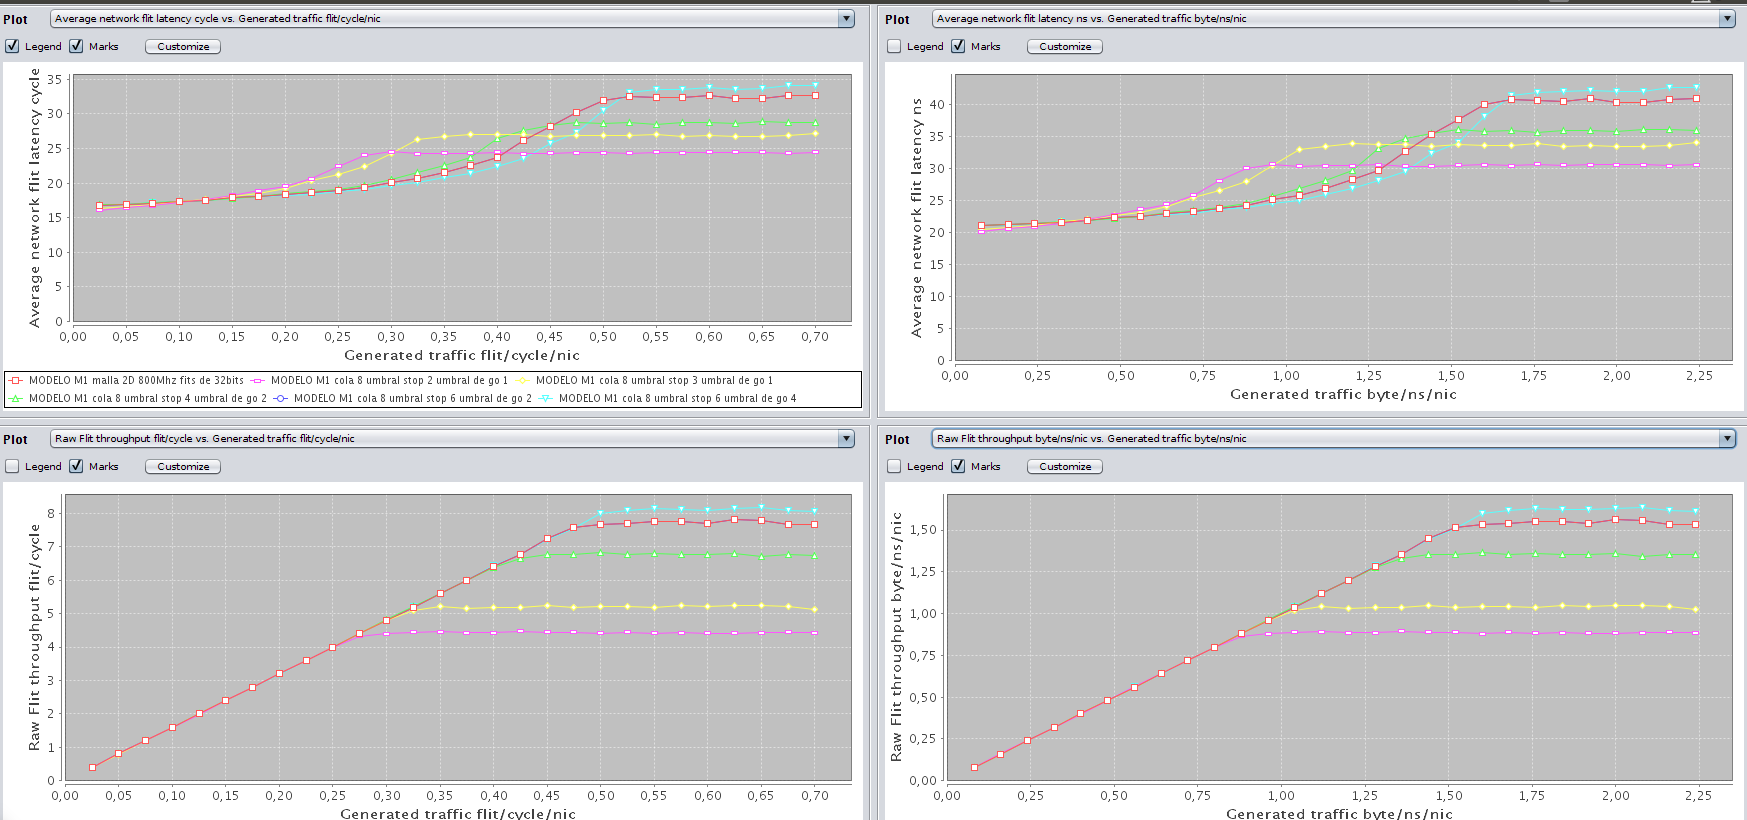 Plot Average network flit latency cycle vs. Generated traffic flit/cycle/nic
Legend Marks Customize
Average network flit latency cycle
35
30
25
20
15
10
5
0
0,00 0,05 0,10 0,15 0,20 0,25 0,30 0,35 0,40 0,45 0,50 0,55 0,60 0,65 0,70
Generated traffic flit/cycle/nic
MODELO M1 malla 2D 800Mhz fits de 32bits MODELO M1 cola 8 umbral stop 2 umbral de go 1 MODELO M1 cola 8 umbral stop 3 umbral de go 1
MODELO M1 cola 8 umbral stop 4 umbral de go 2 MODELO M1 cola 8 umbral stop 6 umbral de go 2 MODELO M1 cola 8 umbral stop 6 umbral de go 4
Plot Average network flit latency ns vs. Generated traffic byte/ns/nic
Legend Marks Customize
Average network flit latency ns
40
35
30
25
20
15
10
5
0
0,00 0,25 0,50 0,75 1,00 1,25 1,50 1,75 2,00 2,25
Generated traffic byte/ns/nic
Plot Raw Flit throughput flit/cycle vs. Generated traffic flit/cycle/nic
Legend Marks Customize
Raw Flit throughput flit/cycle
8
7
6
5
4
3
2
1
0
0,00 0,05 0,10 0,15 0,20 0,25 0,30 0,35 0,40 0,45 0,50 0,55 0,60 0,65 0,70
Generated traffic flit/cycle/nic
Plot Raw Flit throughput byte/ns/nic vs. Generated traffic byte/ns/nic
Legend Marks Customize
Raw Flit throughput byte/ns/nic
1,50
1,25
1,00
0,75
0,50
0,25
0,00
0,00 0,25 0,50 0,75 1,00 1,25 1,50 1,75 2,00 2,25
Generated traffic byte/ns/nic